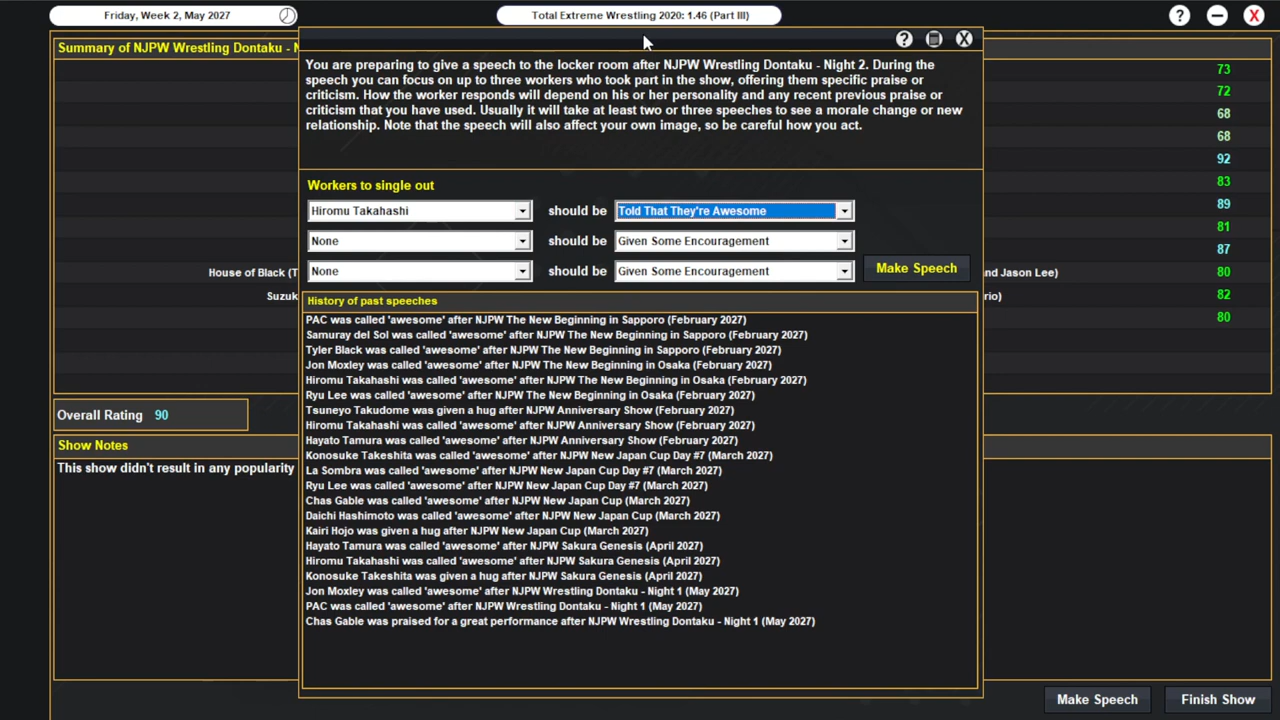 Friday, Week 2, May 2027
Total Extreme Wrestling 2020: 1.46 (Part III)
?
X
Summary of NJPW Wrestling Dontaku - N
?
X
You are preparing to give a speech to the locker room after NJPW Wrestling Dontaku - Night 2. During the
speech you can focus on up to three workers who took part in the show, offering them specific praise or
criticism. How the worker responds will depend on his or her personality and any recent previous praise or
criticism that you have used. Usually it will take at least two or three speeches to see a morale change or new
relationship. Note that the speech will also affect your own image, so be careful how you act.
73
72
68
68
92
83
89
81
87
80
82
80
Workers to single out
Hiromu Takahashi should be Told That They're Awesome
None should be Given Some Encouragement
None should be Given Some Encouragement
Make Speech
House of Black (T
and Jason Lee)
Suzuk
rio)
History of past speeches
PAC was called 'awesome' after NJPW The New Beginning in Sapporo (February 2027)
Samuray del Sol was called 'awesome' after NJPW The New Beginning in Sapporo (February 2027)
Tyler Black was called 'awesome' after NJPW The New Beginning in Sapporo (February 2027)
Jon Moxley was called 'awesome' after NJPW The New Beginning in Osaka (February 2027)
Hiromu Takahashi was called 'awesome' after NJPW The New Beginning in Osaka (February 2027)
Ryu Lee was called 'awesome' after NJPW The New Beginning in Osaka (February 2027)
Tsuneyo Takudome was given a hug after NJPW Anniversary Show (February 2027)
Hiromu Takahashi was called 'awesome' after NJPW Anniversary Show (February 2027)
Hayato Tamura was called 'awesome' after NJPW Anniversary Show (February 2027)
Konosuke Takeshita was called 'awesome' after NJPW New Japan Cup Day #7 (March 2027)
La Sombra was called 'awesome' after NJPW New Japan Cup Day #7 (March 2027)
Ryu Lee was called 'awesome' after NJPW New Japan Cup Day #7 (March 2027)
Chas Gable was called 'awesome' after NJPW New Japan Cup (March 2027)
Daichi Hashimoto was called 'awesome' after NJPW New Japan Cup (March 2027)
Kairi Hojo was given a hug after NJPW New Japan Cup (March 2027)
Hayato Tamura was called 'awesome' after NJPW Sakura Genesis (April 2027)
Hiromu Takahashi was called 'awesome' after NJPW Sakura Genesis (April 2027)
Konosuke Takeshita was given a hug after NJPW Sakura Genesis (April 2027)
Jon Moxley was called 'awesome' after NJPW Wrestling Dontaku - Night 1 (May 2027)
PAC was called 'awesome' after NJPW Wrestling Dontaku - Night 1 (May 2027)
Chas Gable was praised for a great performance after NJPW Wrestling Dontaku - Night 1 (May 2027)
Overall Rating 90
Show Notes
This show didn't result in any popularity
Make Speech
Finish Show